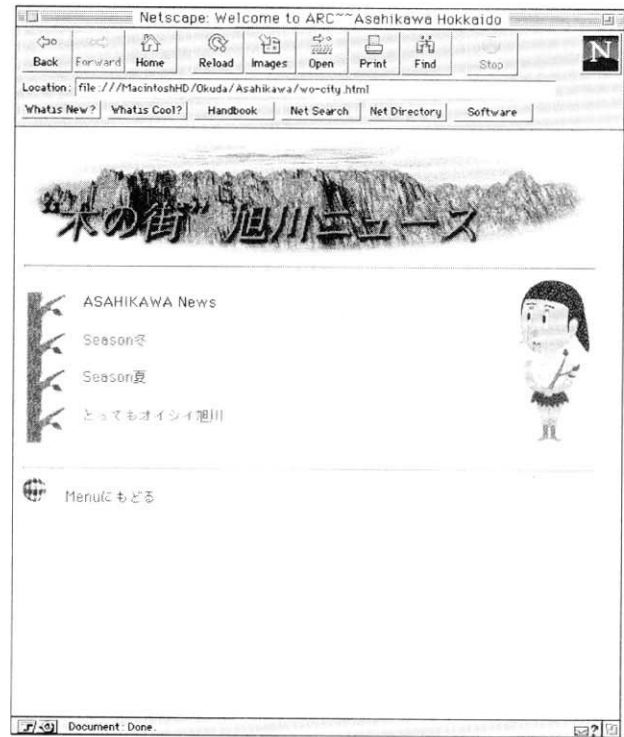 Netscape: Welcome to ARC~~Asahikawa Hokkaido
Back Forward Home Reload Images Open Print Find Stop
N
Location: file:///MacintoshHD/Okuda/Asahikawa/wo-city.html
What's New? What's Cool? Handbook Net Search Net Directory Software
"木の街" 旭川ニュース
ASAHIKAWA News
Season冬
Season夏
とってもオイシイ旭川
Menuにもどる
Document: Done.
?